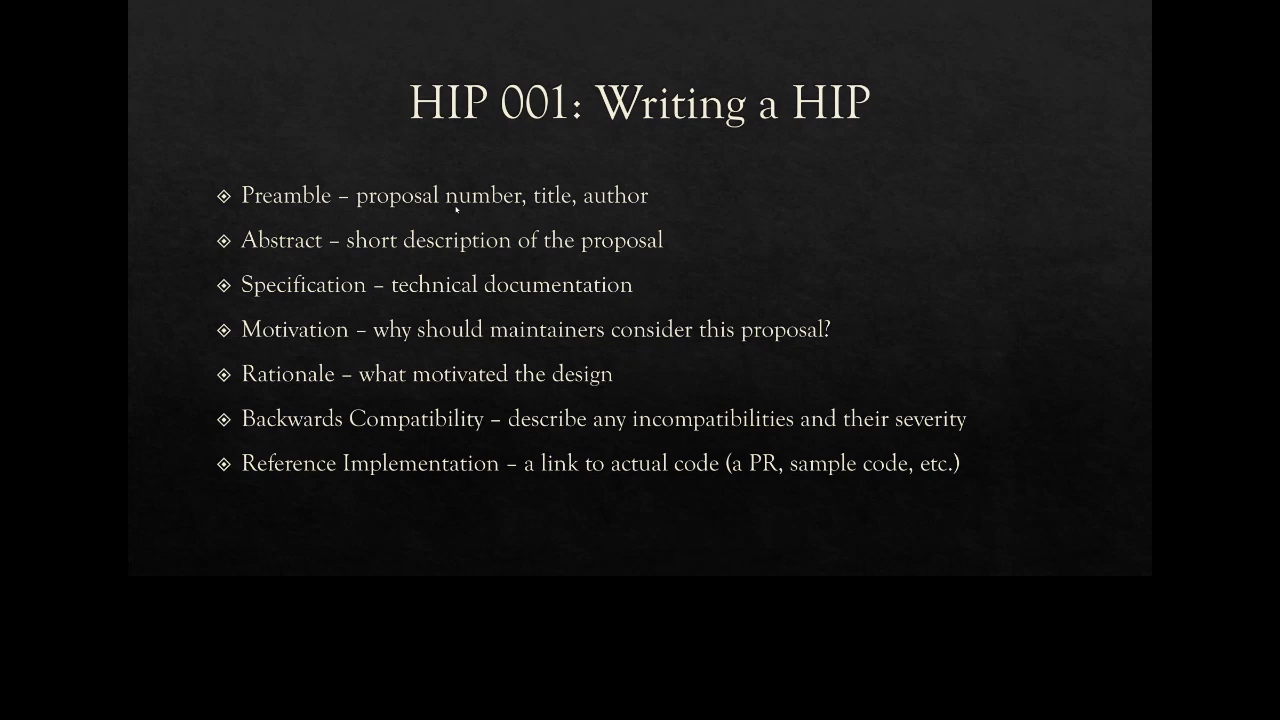 HIP 001: Writing a HIP
Preamble – proposal number, title, author
Abstract – short description of the proposal
Specification – technical documentation
Motivation – why should maintainers consider this proposal?
Rationale – what motivated the design
Backwards Compatibility – describe any incompatibilities and their severity
Reference Implementation – a link to actual code (a PR, sample code, etc.)